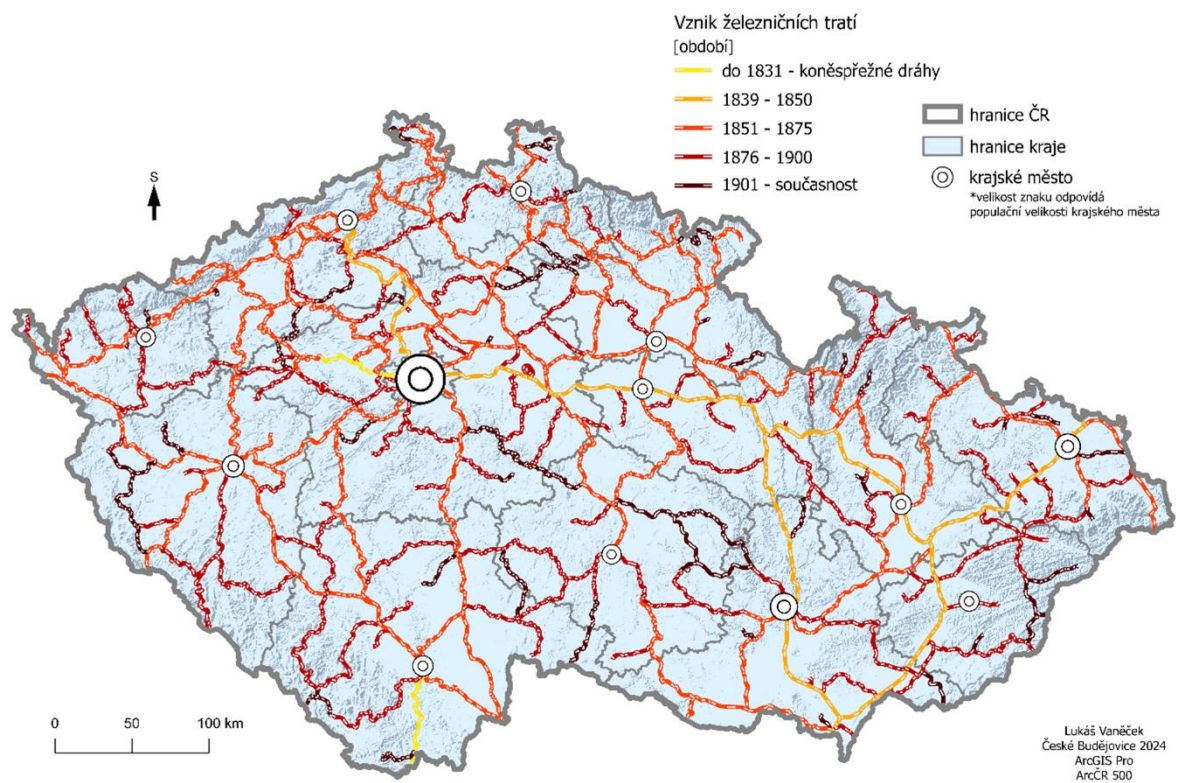 Vznik železničních tratí
[období]
do 1831 - koněspřežné dráhy
1839 - 1850
1851 - 1875
1876 - 1900
1901 - současnost
hranice ČR
hranice kraje
krajské město
*velikost znaku odpovídá
populační velikosti krajského města
S
0 50 100 km
Lukáš Vaněček
České Budějovice 2024
ArcGIS Pro
ArcČR 500